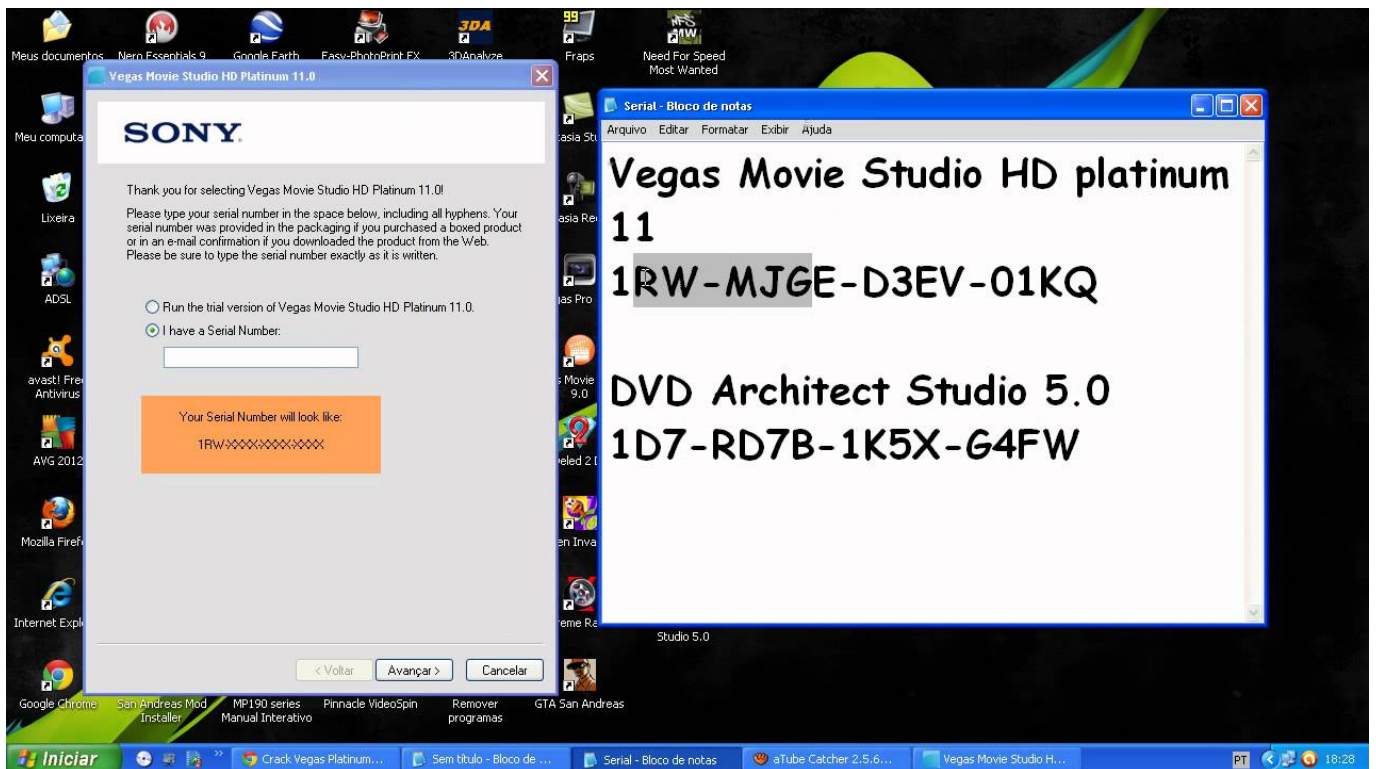 Meus documentos
Nero Essentials 9
Google Earth
Easy-PhotoPrint EX
3DAnalyze
Fraps
Need For Speed
Most Wanted
Vegas Movie Studio HD Platinum 11.0
SONY
Thank you for selecting Vegas Movie Studio HD Platinum 11.0!
Please type your serial number in the space below, including all hyphens. Your
serial number was provided in the packaging if you purchased a boxed product
or in an e-mail confirmation if you downloaded the product from the Web.
Please be sure to type the serial number exactly as it is written.
Run the trial version of Vegas Movie Studio HD Platinum 11.0.
I have a Serial Number:
Your Serial Number will look like:
1RW-XXXX-XXXX-XXXX
< Voltar
Avançar >
Cancelar
Serial - Bloco de notas
Arquivo Editar Formatar Exibir Ajuda
Vegas Movie Studio HD platinum
11
1RW-MJGE-D3EV-01KQ
DVD Architect Studio 5.0
1D7-RD7B-1K5X-G4FW
Meu computa
Lixeira
ADSL
avast! Free
Antivirus
AVG 2012
Mozilla Firef
Internet Expl
Google Chrome
San Andreas Mod
Installer
MP190 series
Manual Interativo
Pinnacle VideoSpin
Remover
programas
GTA San Andreas
Studio 5.0
Iniciar
Crack Vegas Platinum...
Sem título - Bloco de ...
Serial - Bloco de notas
aTube Catcher 2.5.6...
Vegas Movie Studio H...
PT
18:28